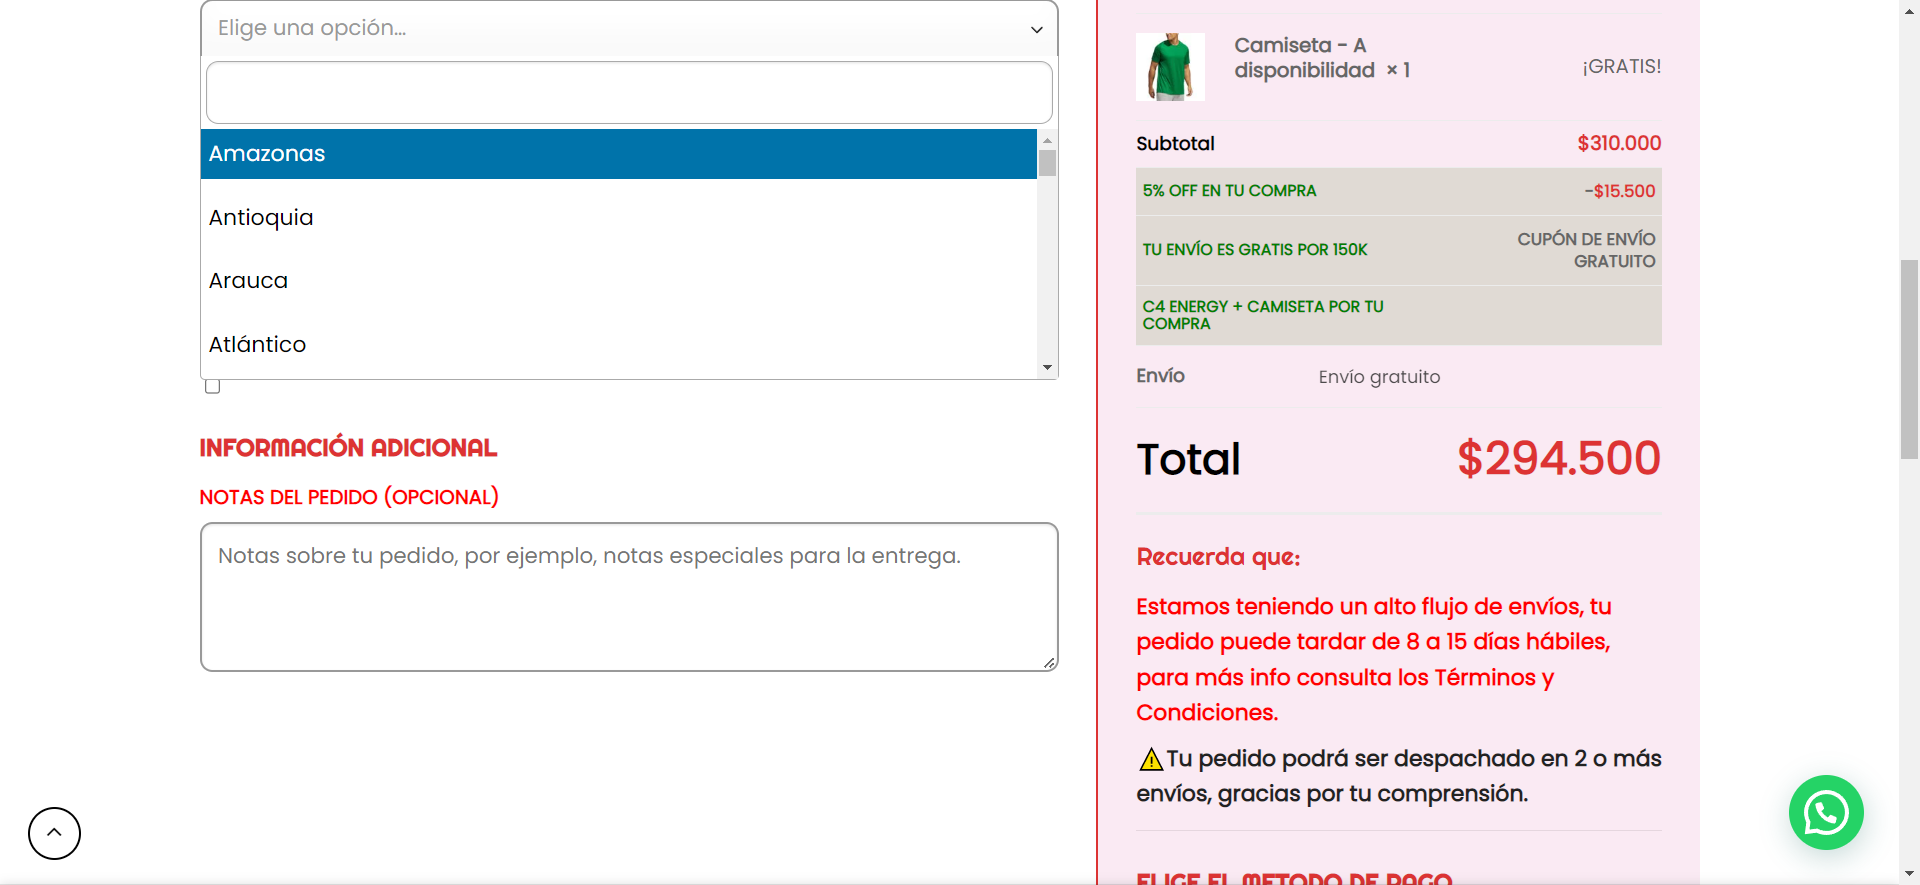 Elige una opción...
Amazonas
Antioquia
Arauca
Atlántico
INFORMACIÓN ADICIONAL
NOTAS DEL PEDIDO (OPCIONAL)
Notas sobre tu pedido, por ejemplo, notas especiales para la entrega.
Camiseta - A
disponibilidad × 1
¡GRATIS!
Subtotal $310.000
5% OFF EN TU COMPRA -$15.500
TU ENVÍO ES GRATIS POR 150K
CUPÓN DE ENVÍO
GRATUITO
C4 ENERGY + CAMISETA POR TU
COMPRA
Envío Envío gratuito
Total $294.500
Recuerda que:
Estamos teniendo un alto flujo de envíos, tu
pedido puede tardar de 8 a 15 días hábiles,
para más info consulta los Términos y
Condiciones.
⚠Tu pedido podrá ser despachado en 2 o más
envíos, gracias por tu comprensión.
ELIGE EL METODO DE PAGO